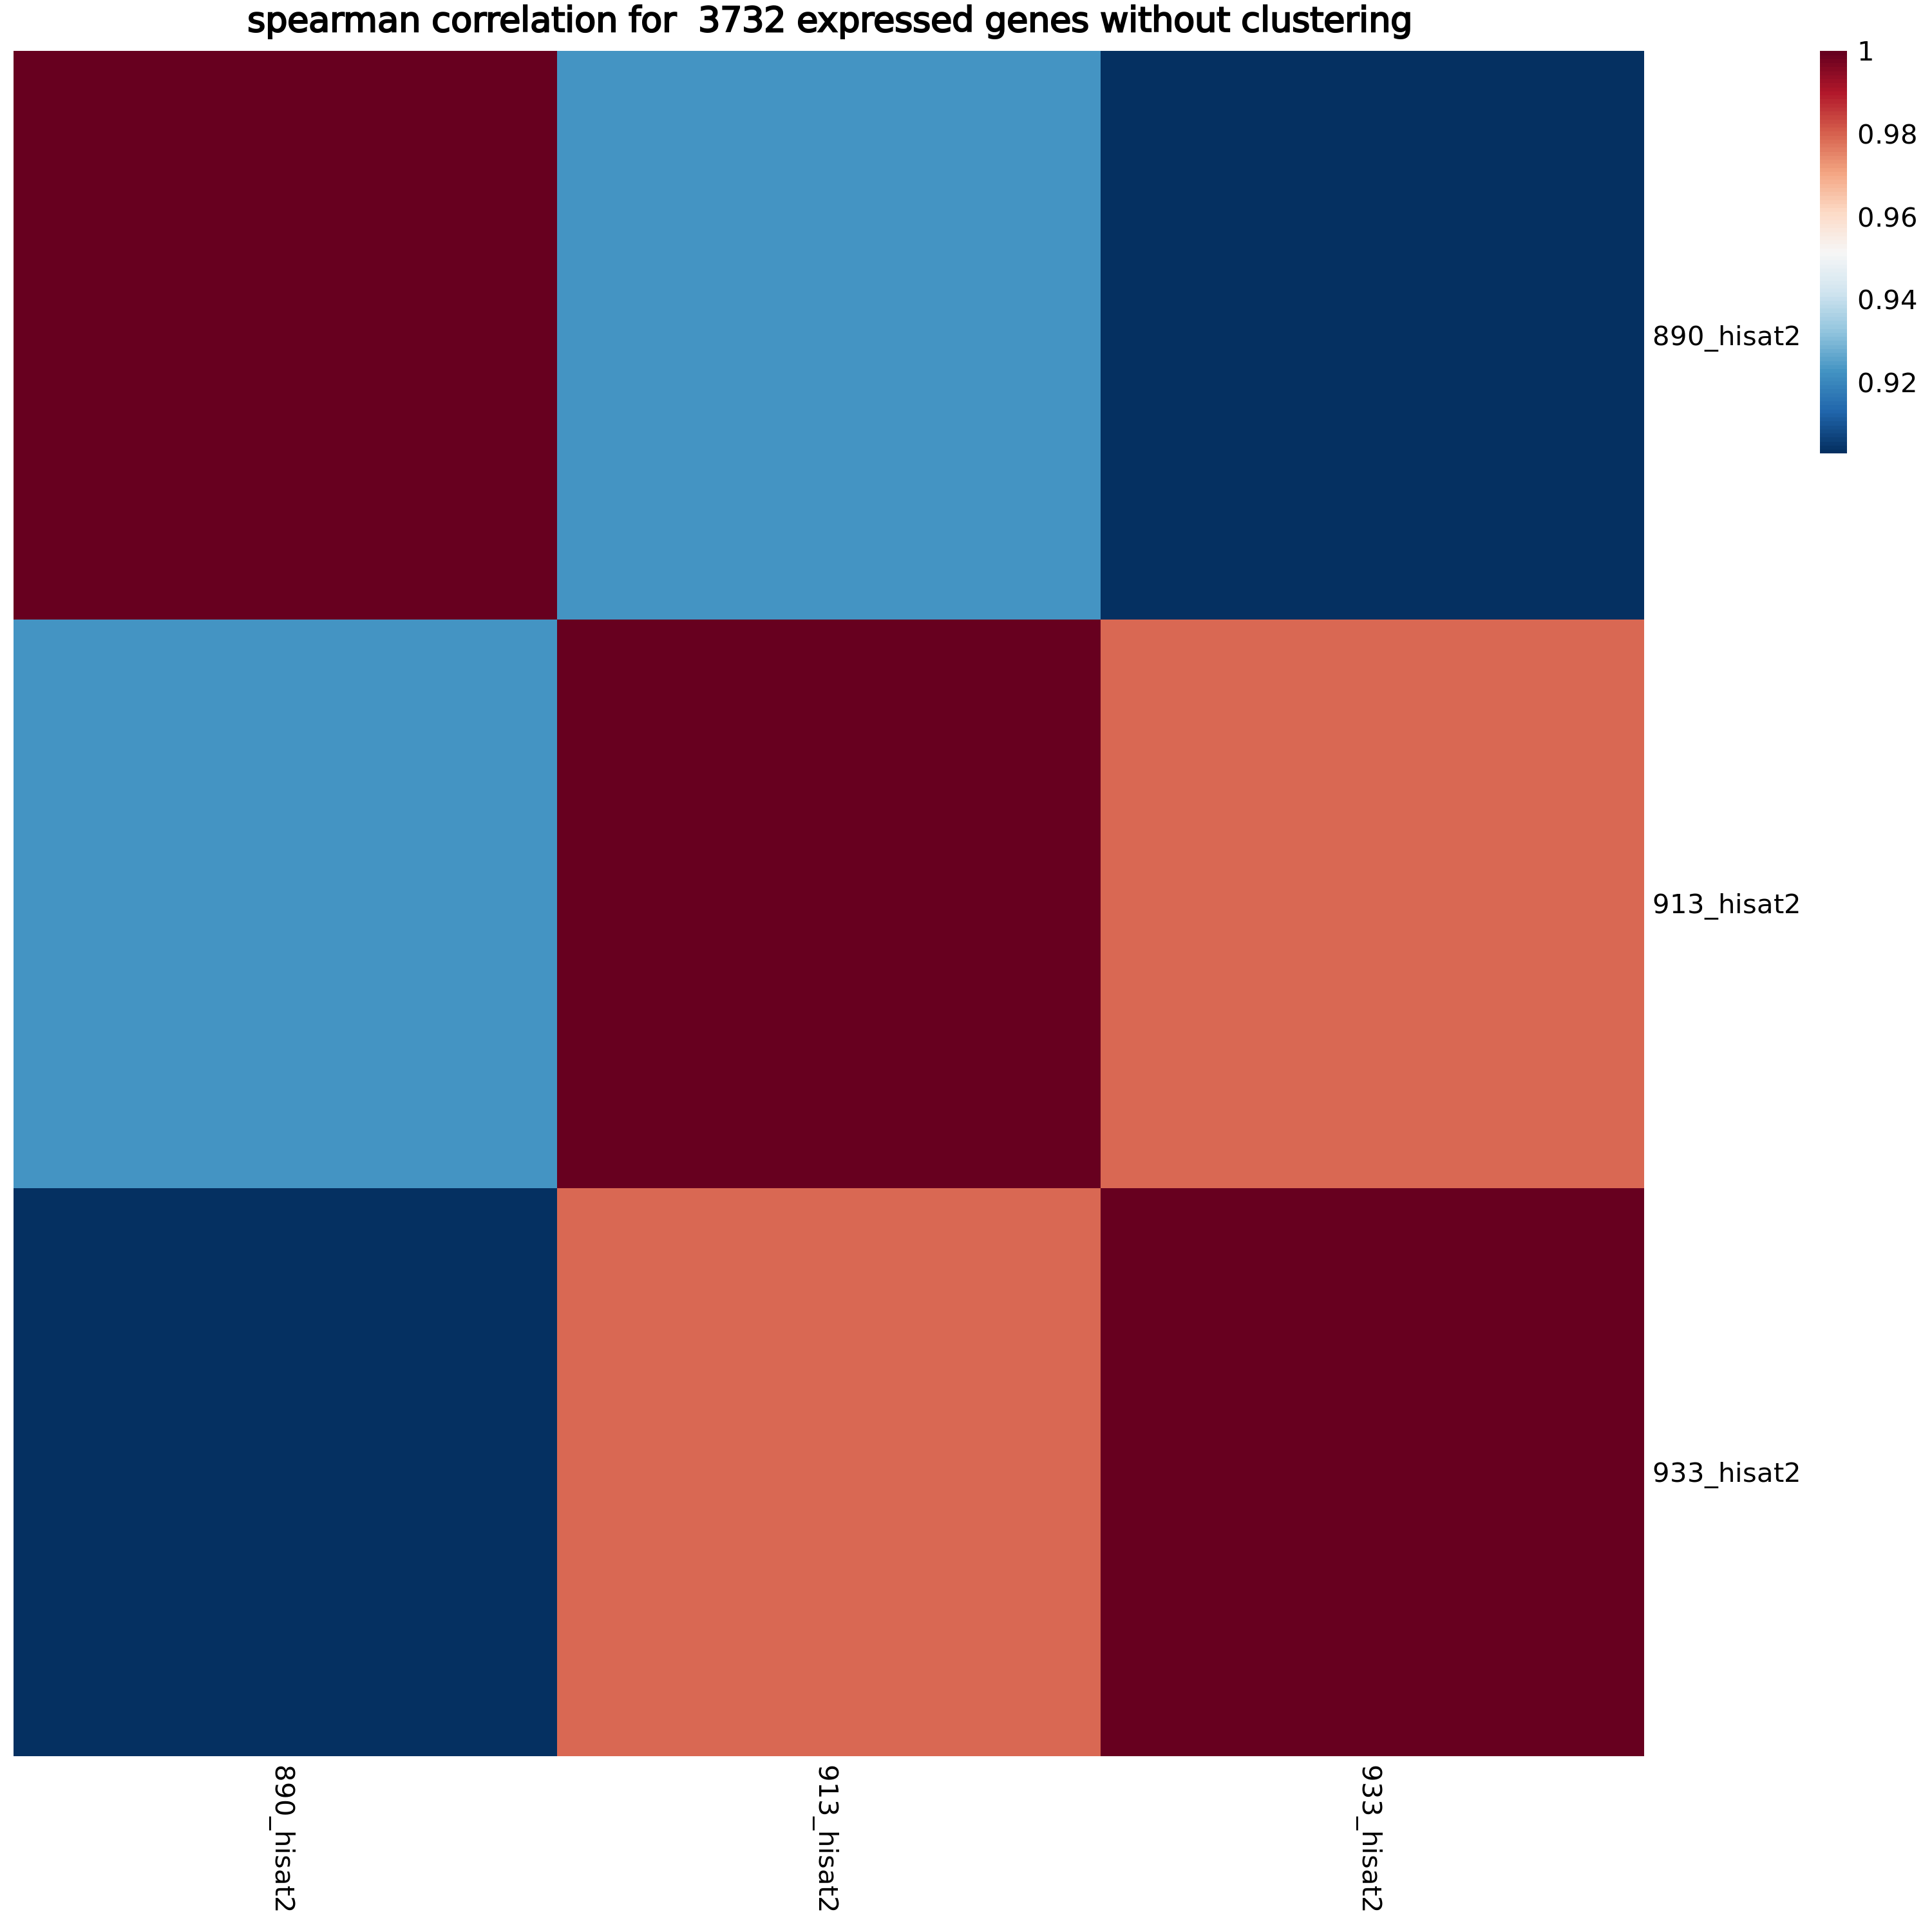 spearman correlation for  3732 expressed genes without clustering
1
0.98
0.96
0.94
0.92
890_hisat2
913_hisat2
933_hisat2
890_hisat2
913_hisat2
933_hisat2